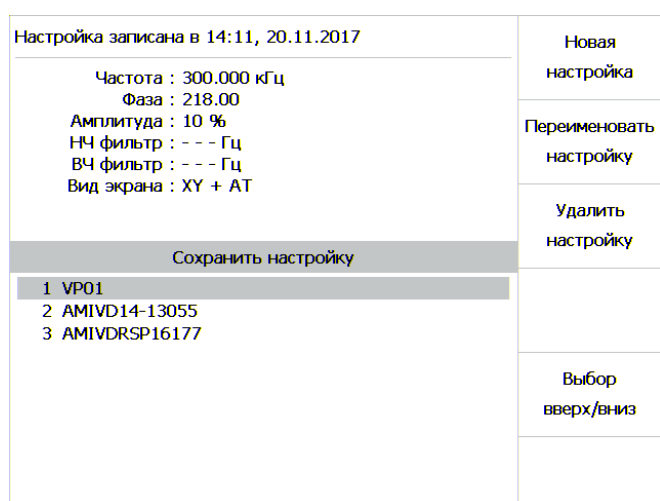 Настройка записана в 14:11, 20.11.2017
Частота : 300.000 кГц
Фаза : 218.00
Амплитуда : 10 %
НЧ фильтр : - - - Гц
ВЧ фильтр : - - - Гц
Вид экрана : XY + AT
Сохранить настройку
1 VP01
2 AMIVD14-13055
3 AMIVDRSP16177
Новая
настройка
Переименовать
настройку
Удалить
настройку
Выбор
вверх/вниз